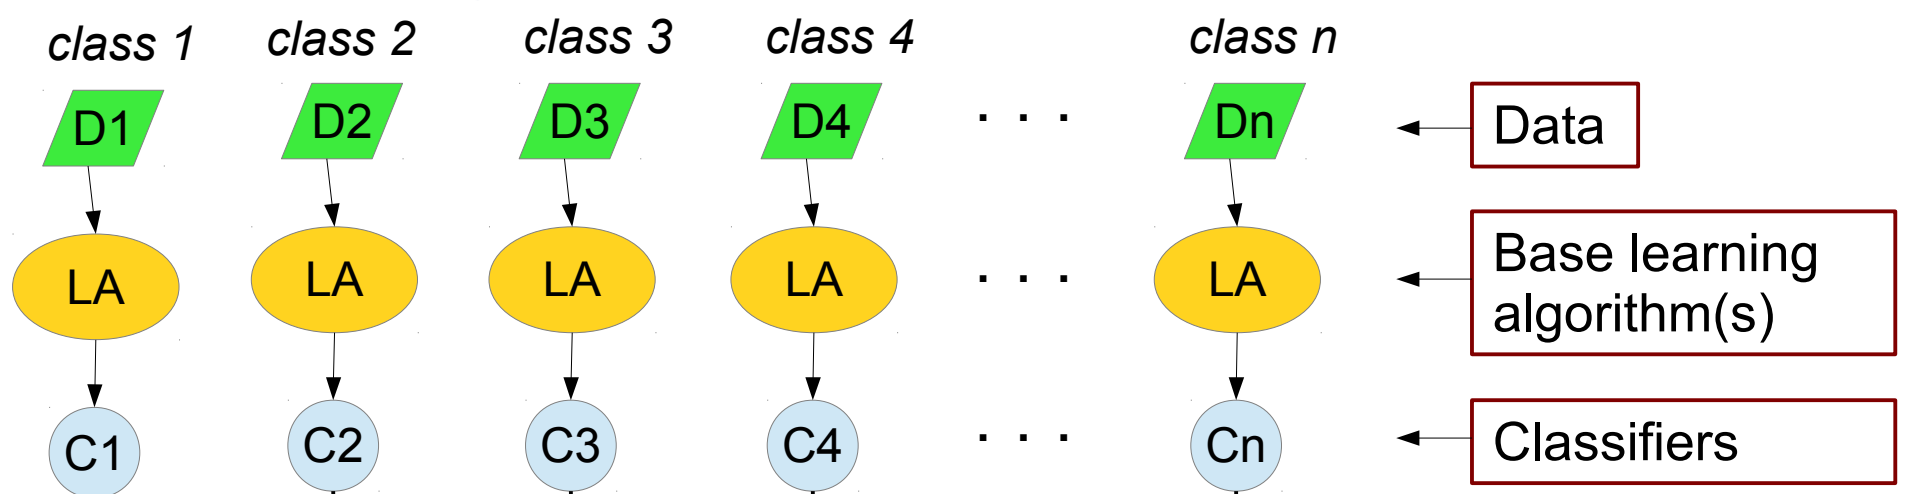 class 1 class 2 class 3 class 4 class n
D1 D2 D3 D4 . . . Dn Data
LA LA LA LA . . . LA Base learning
algorithm(s)
C1 C2 C3 C4 . . . Cn Classifiers